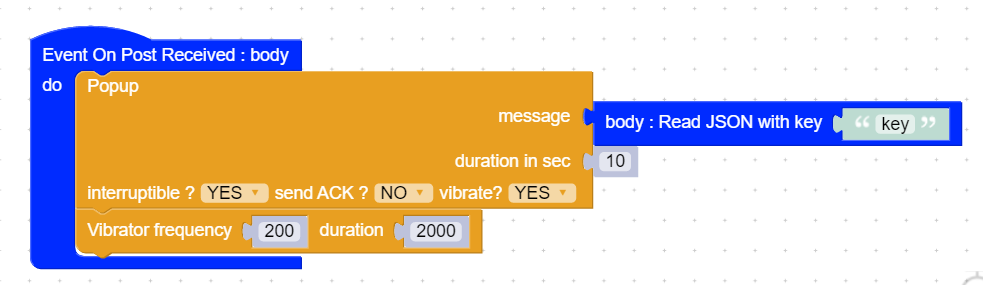 Event On Post Received : body
do Popup
message body : Read JSON with key “ key ”
duration in sec 10
interruptible ? YES send ACK ? NO vibrate? YES
Vibrator frequency 200 duration 2000